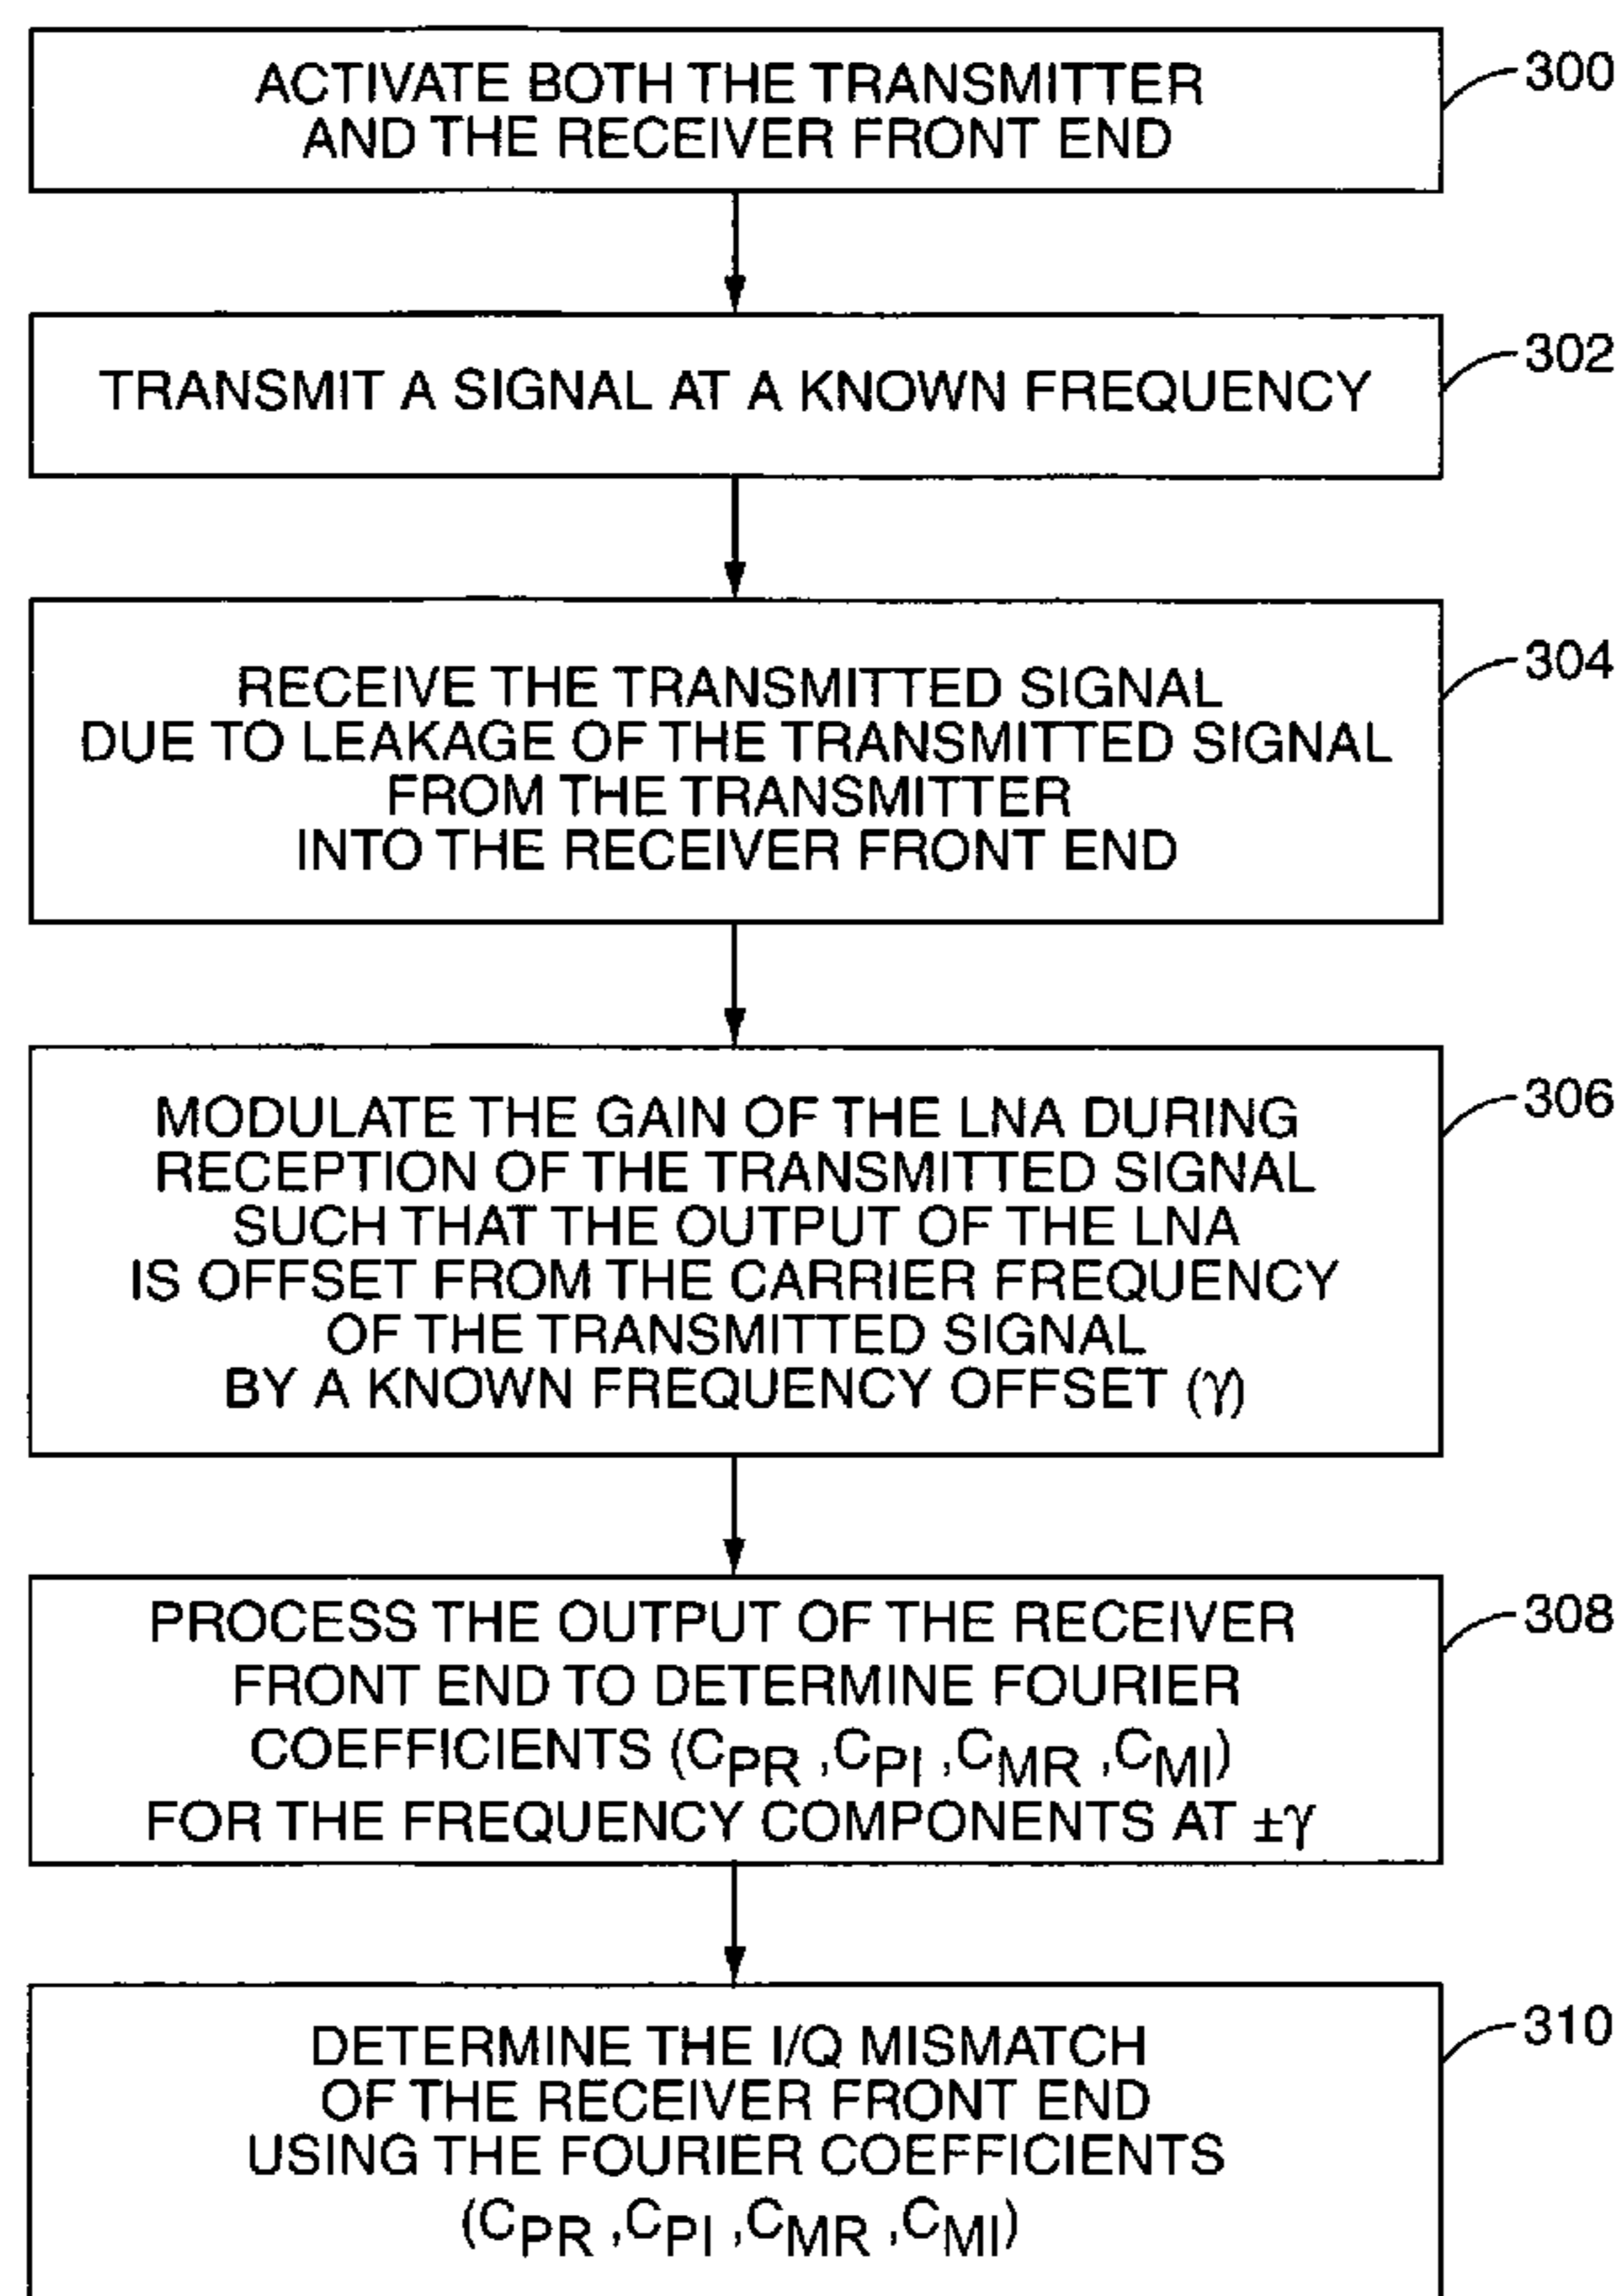 ACTIVATE BOTH THE TRANSMITTER
AND THE RECEIVER FRONT END
300
TRANSMIT A SIGNAL AT A KNOWN FREQUENCY
302
RECEIVE THE TRANSMITTED SIGNAL
DUE TO LEAKAGE OF THE TRANSMITTED SIGNAL
FROM THE TRANSMITTER
INTO THE RECEIVER FRONT END
304
MODULATE THE GAIN OF THE LNA DURING
RECEPTION OF THE TRANSMITTED SIGNAL
SUCH THAT THE OUTPUT OF THE LNA
IS OFFSET FROM THE CARRIER FREQUENCY
OF THE TRANSMITTED SIGNAL
BY A KNOWN FREQUENCY OFFSET (γ)
306
PROCESS THE OUTPUT OF THE RECEIVER
FRONT END TO DETERMINE FOURIER
COEFFICIENTS (CPR ,CPI ,CMR ,CMI)
FOR THE FREQUENCY COMPONENTS AT ±γ
308
DETERMINE THE I/Q MISMATCH
OF THE RECEIVER FRONT END
USING THE FOURIER COEFFICIENTS
(CPR ,CPI ,CMR ,CMI)
310